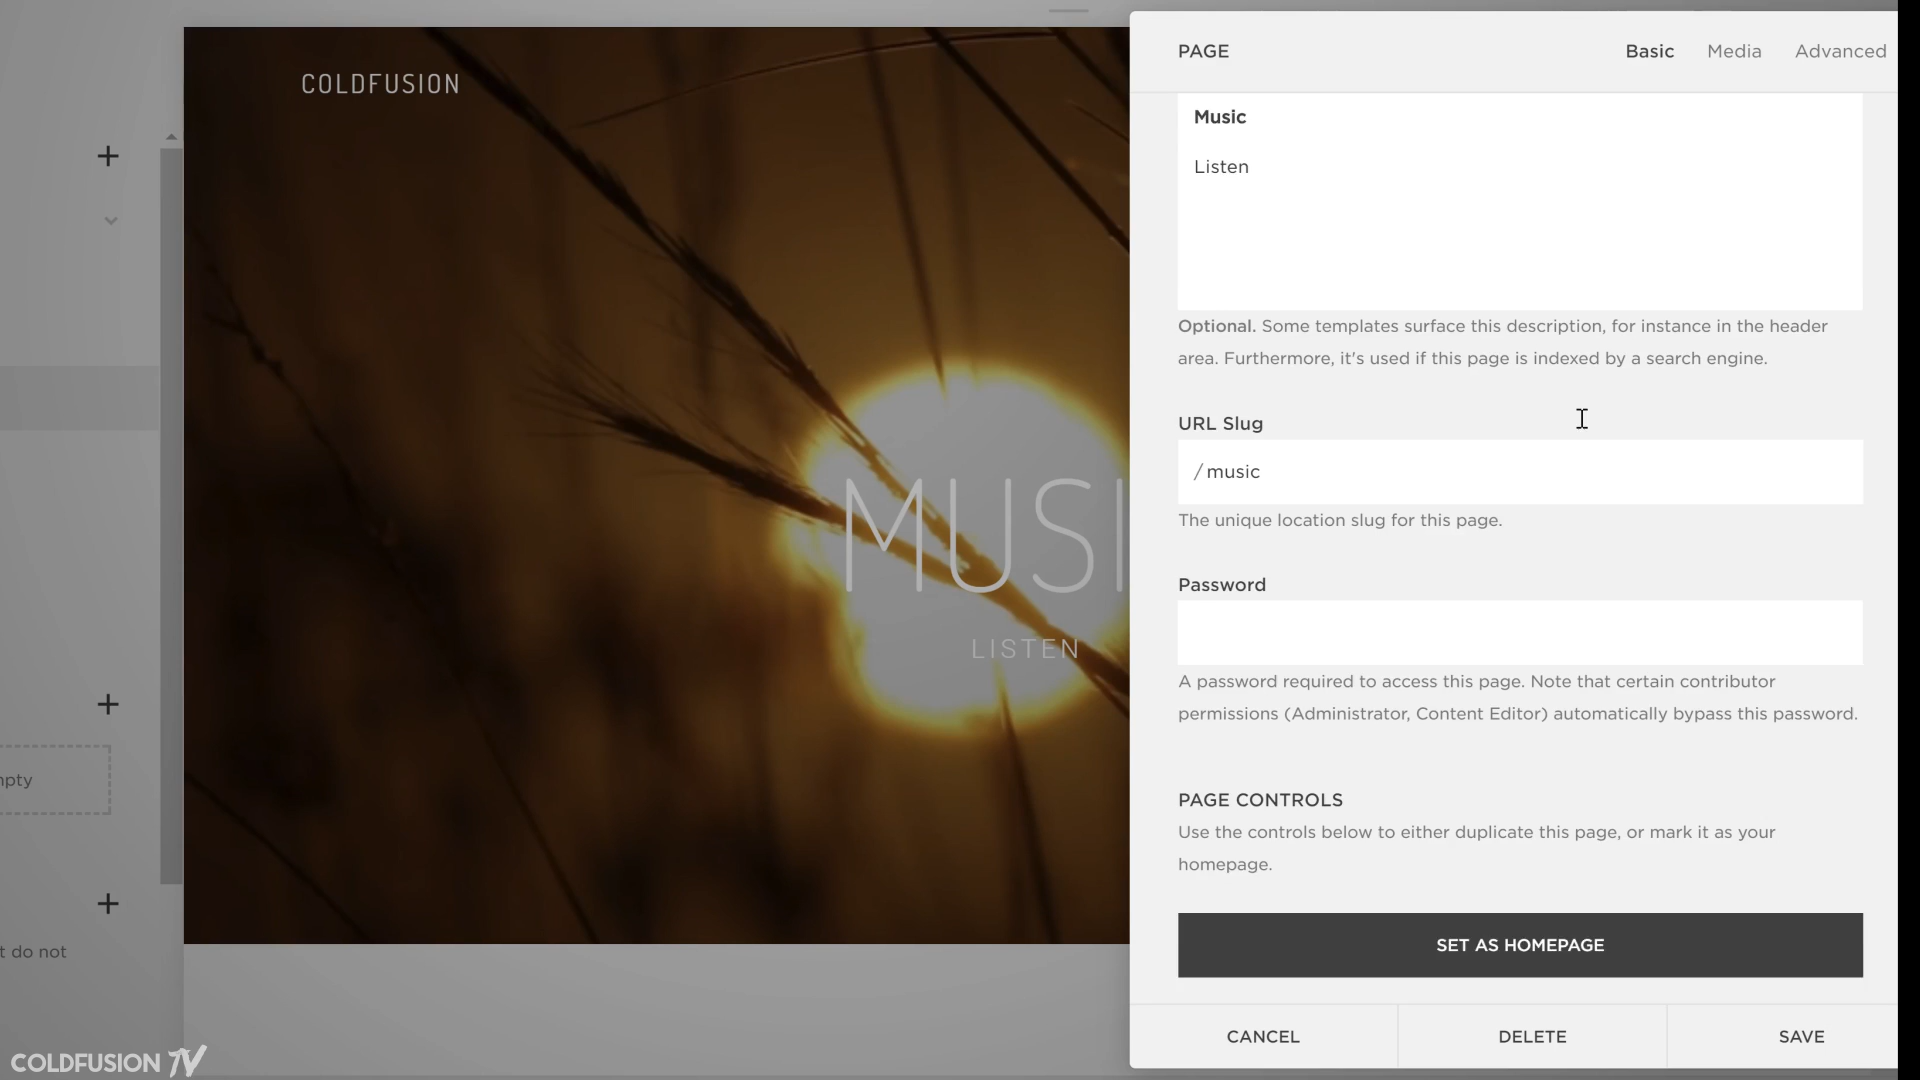 PAGE
Basic Media Advanced
COLDFUSION
Music
Listen
Optional. Some templates surface this description, for instance in the header
area. Furthermore, it's used if this page is indexed by a search engine.
URL Slug
/ music
The unique location slug for this page.
MUSI
LISTEN
Password
A password required to access this page. Note that certain contributor
permissions (Administrator, Content Editor) automatically bypass this password.
mpty
PAGE CONTROLS
Use the controls below to either duplicate this page, or mark it as your
homepage.
t do not
SET AS HOMEPAGE
CANCEL DELETE SAVE
COLDFUSION TV